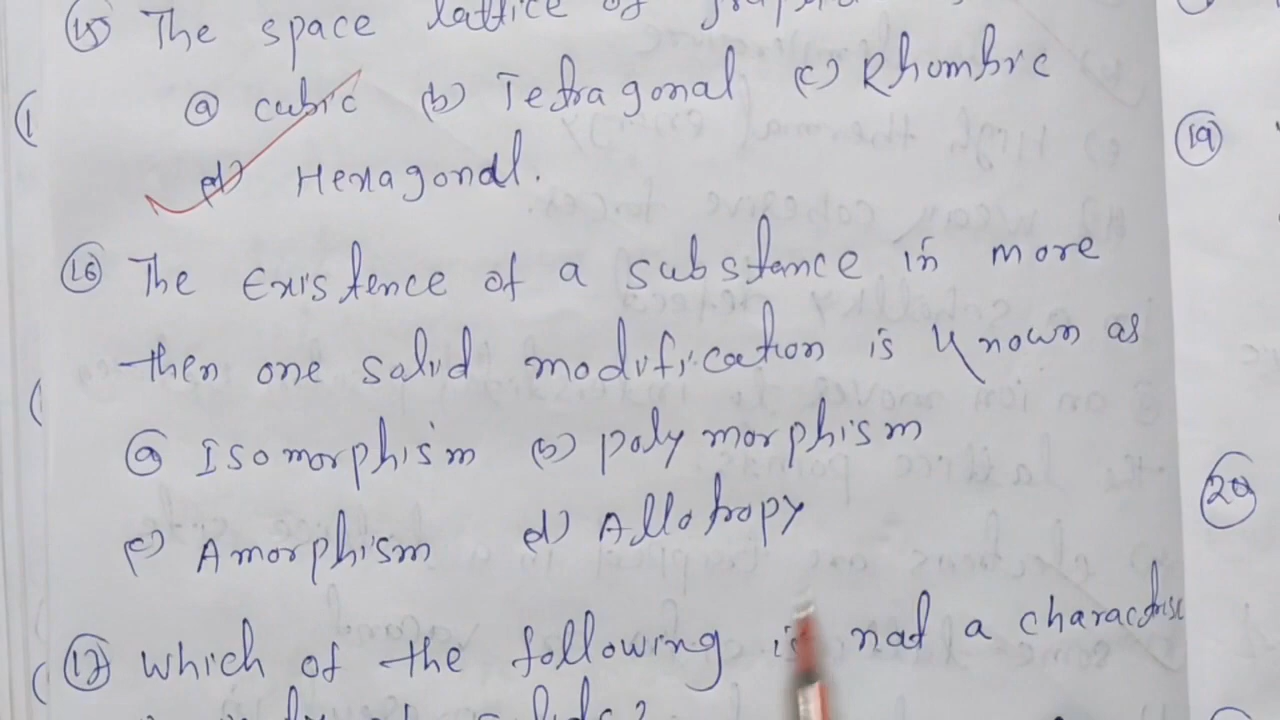 (15) The space lattice of
(a) cubic (b) Tetragonal (c) Rhombic
(d) Hexagonal.
(16) The Existence of a substance in more
then one solid modification is known as
(a) Isomorphism (b) polymorphism
(c) Amorphism (d) Allotropy
(17) which of the following is not a
(19)
(20)